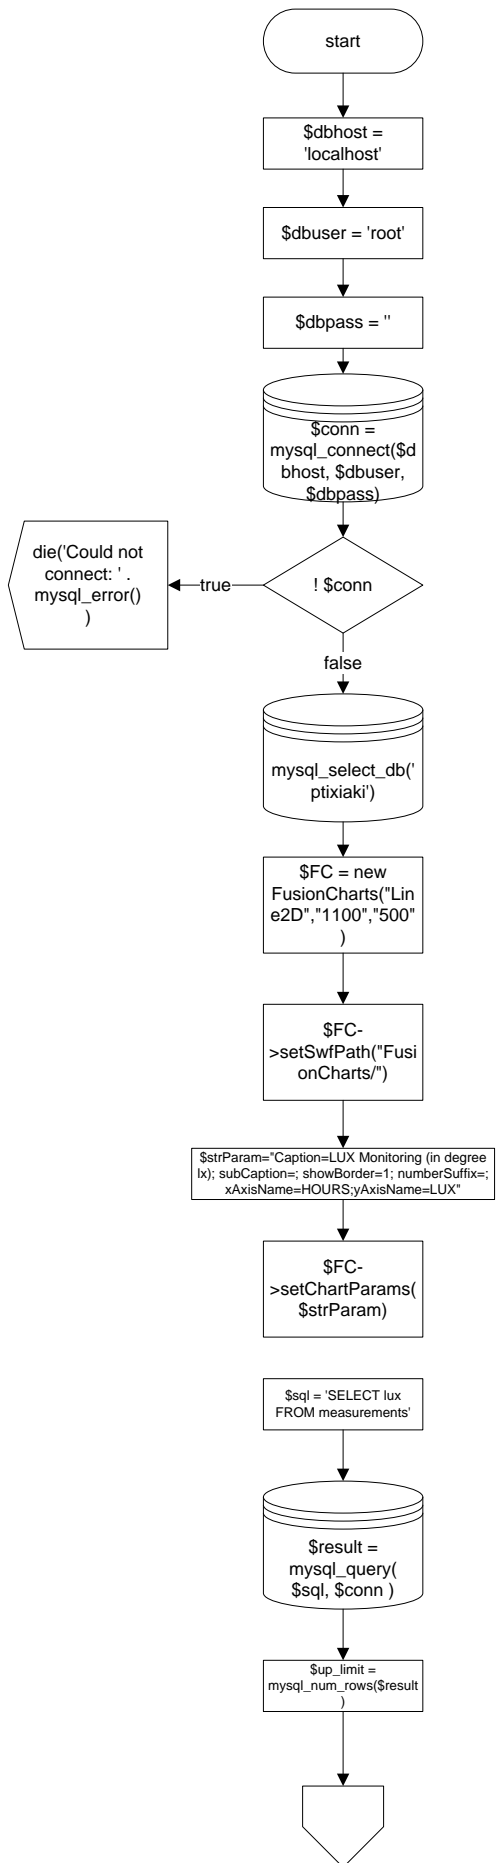 start
$dbhost =
'localhost'
$dbuser = 'root'
$dbpass = ''
$conn =
mysql_connect($d
bhost, $dbuser,
$dbpass)
die('Could not
connect: ' .
mysql_error()
)
true
! $conn
false
mysql_select_db('
ptixiaki')
$FC = new
FusionCharts("Lin
e2D","1100","500"
)
$FC-
>setSwfPath("Fusi
onCharts/")
$strParam="Caption=LUX Monitoring (in degree
lx); subCaption=; showBorder=1; numberSuffix=;
xAxisName=HOURS;yAxisName=LUX"
$FC-
>setChartParams(
$strParam)
$sql = 'SELECT lux
FROM measurements'
$result =
mysql_query(
$sql, $conn )
$up_limit =
mysql_num_rows($result
)